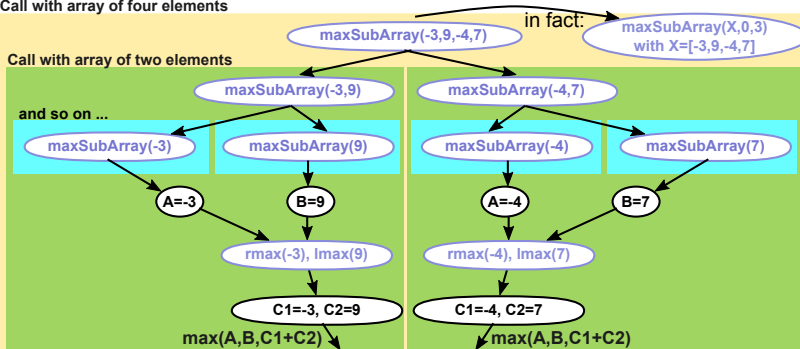 Call with array of four elements
in fact:
maxSubArray(X,0,3)
with X=[-3,9,-4,7]
maxSubArray(-3,9,-4,7)
Call with array of two elements
maxSubArray(-3,9)
maxSubArray(-4,7)
and so on ...
maxSubArray(-3)
maxSubArray(9)
maxSubArray(-4)
maxSubArray(7)
A=-3
B=9
A=-4
B=7
rmax(-3), lmax(9)
rmax(-4), lmax(7)
C1=-3, C2=9
C1=-4, C2=7
max(A,B,C1+C2)
max(A,B,C1+C2)